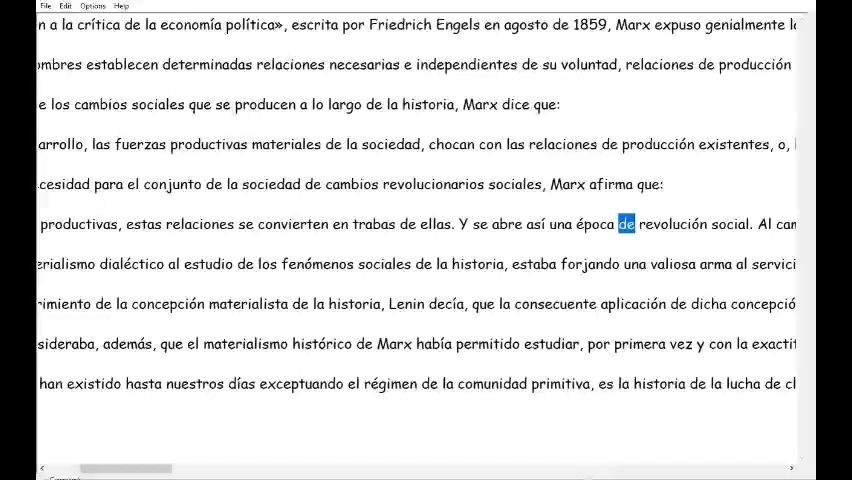 File Edit Options Help
n a la crítica de la economía política», escrita por Friedrich Engels en agosto de 1859, Marx expuso genialmente
ombres establecen determinadas relaciones necesarias e independientes de su voluntad, relaciones de producción
e los cambios sociales que se producen a lo largo de la historia, Marx dice que:
arrollo, las fuerzas productivas materiales de la sociedad, chocan con las relaciones de producción existentes, o,
cesidad para el conjunto de la sociedad de cambios revolucionarios sociales, Marx afirma que:
productivas, estas relaciones se convierten en trabas de ellas. Y se abre así una época de revolución social. Al cam
erialismo dialéctico al estudio de los fenómenos sociales de la historia, estaba forjando una valiosa arma al servici
rimiento de la concepción materialista de la historia, Lenin decía, que la consecuente aplicación de dicha concepció
sideraba, además, que el materialismo histórico de Marx había permitido estudiar, por primera vez y con la exactit
han existido hasta nuestros días exceptuando el régimen de la comunidad primitiva, es la historia de la lucha de cl